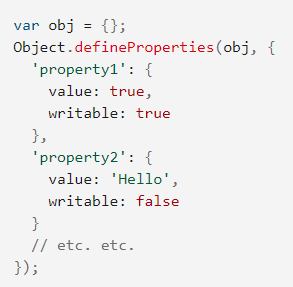 var obj = {};
Object.defineProperties(obj, {
  'property1': {
    value: true,
    writable: true
  },
  'property2': {
    value: 'Hello',
    writable: false
  }
  // etc. etc.
});